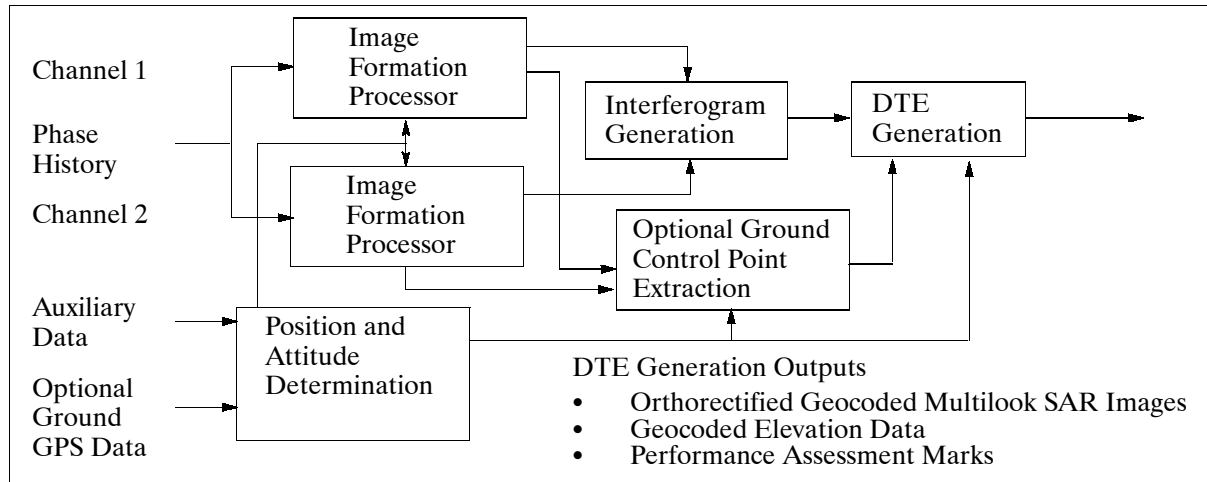 Channel 1
Phase
History
Channel 2
Auxiliary
Data
Optional
Ground
GPS Data
Image
Formation
Processor
Image
Formation
Processor
Position and
Attitude
Determination
Interferogram
Generation
Optional Ground
Control Point
Extraction
DTE
Generation
DTE Generation Outputs
• Orthorectified Geocoded Multilook SAR Images
• Geocoded Elevation Data
• Performance Assessment Marks